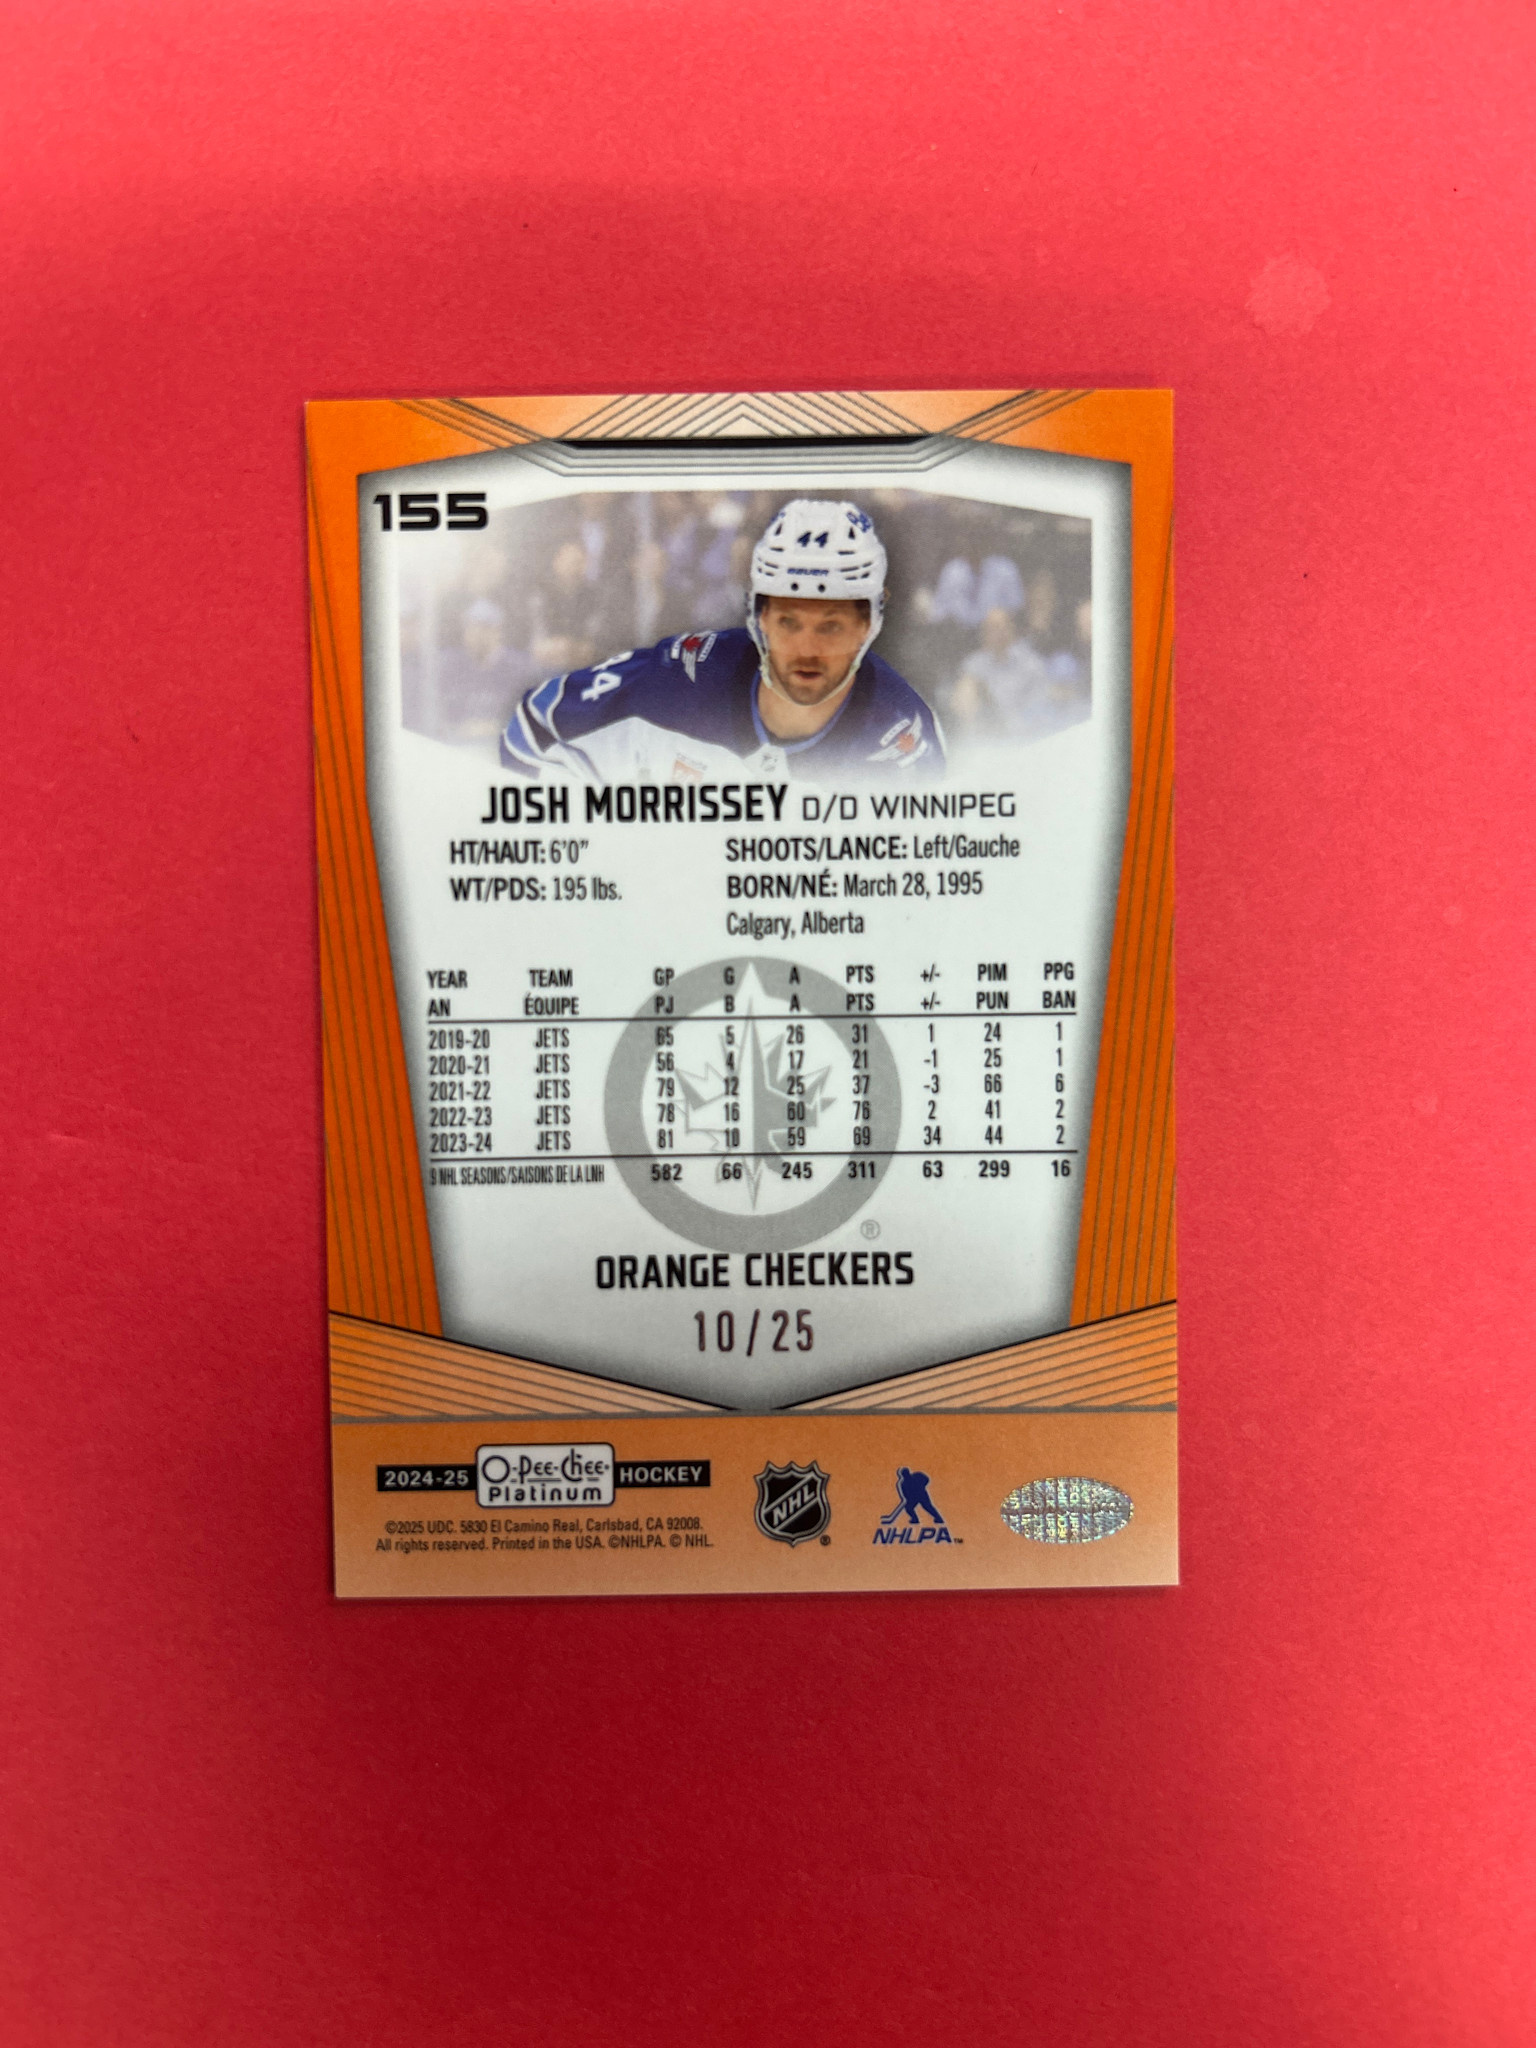 155
44
BAUER
44
JOSH MORRISSEY D/D WINNIPEG
HT/HAUT: 6'0" SHOOTS/LANCE: Left/Gauche
WT/PDS: 195 lbs. BORN/NÉ: March 28, 1995
Calgary, Alberta
YEAR TEAM GP G A PTS +/- PIM PPG
AN ÉQUIPE PJ B A PTS +/- PUN BAN
2019-20 JETS 65 5 26 31 1 24 1
2020-21 JETS 56 4 17 21 -1 25 1
2021-22 JETS 79 12 25 37 -3 66 6
2022-23 JETS 78 16 60 76 2 41 2
2023-24 JETS 81 10 59 69 34 44 2
9 NHL SEASONS/SAISONS DE LA LNH 582 66 245 311 63 299 16
®
ORANGE CHECKERS
10/25
2024-25 O-Pee-Chee Platinum HOCKEY
©2025 UDC. 5830 El Camino Real, Carlsbad, CA 92008.
All rights reserved. Printed in the USA. ©NHLPA. © NHL.
NHL ®
NHLPA™